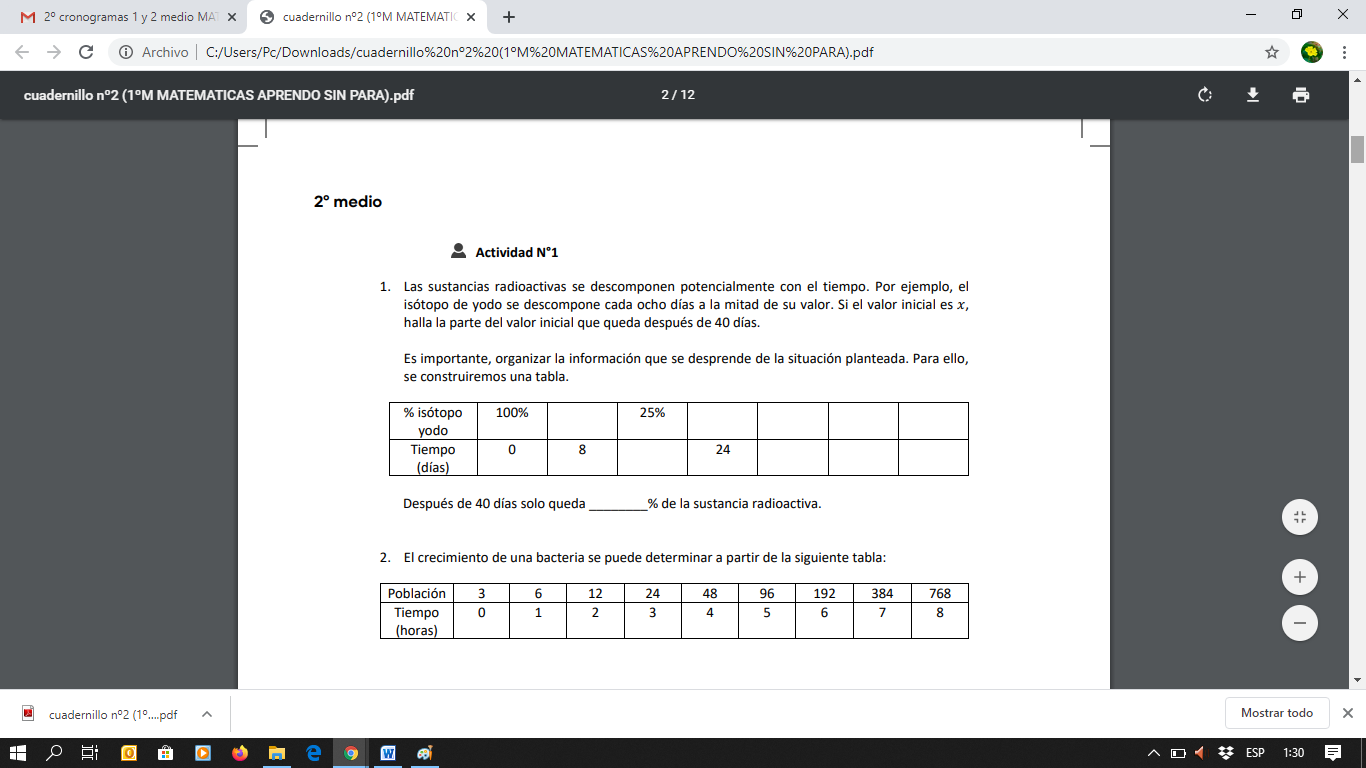 2º cronogramas 1 y 2 medio MAT
cuadernillo nº2 (1ºM MATEMATIC
Archivo C:/Users/Pc/Downloads/cuadernillo%20nº2%20(1ºM%20MATEMATICAS%20APRENDO%20SIN%20PARA).pdf
cuadernillo nº2 (1ºM MATEMATICAS APRENDO SIN PARA).pdf 2 / 12
2º medio
Actividad N°1
1. Las sustancias radioactivas se descomponen potencialmente con el tiempo. Por ejemplo, el
isótopo de yodo se descompone cada ocho días a la mitad de su valor. Si el valor inicial es x,
halla la parte del valor inicial que queda después de 40 días.
Es importante, organizar la información que se desprende de la situación planteada. Para ello,
se construiremos una tabla.
% isótopo 100% 25%
yodo
Tiempo 0 8 24
(días)
Después de 40 días solo queda ________% de la sustancia radioactiva.
2. El crecimiento de una bacteria se puede determinar a partir de la siguiente tabla:
Población 3 6 12 24 48 96 192 384 768
Tiempo 0 1 2 3 4 5 6 7 8
(horas)
cuadernillo nº2 (1º....pdf
Mostrar todo
ESP 1:30